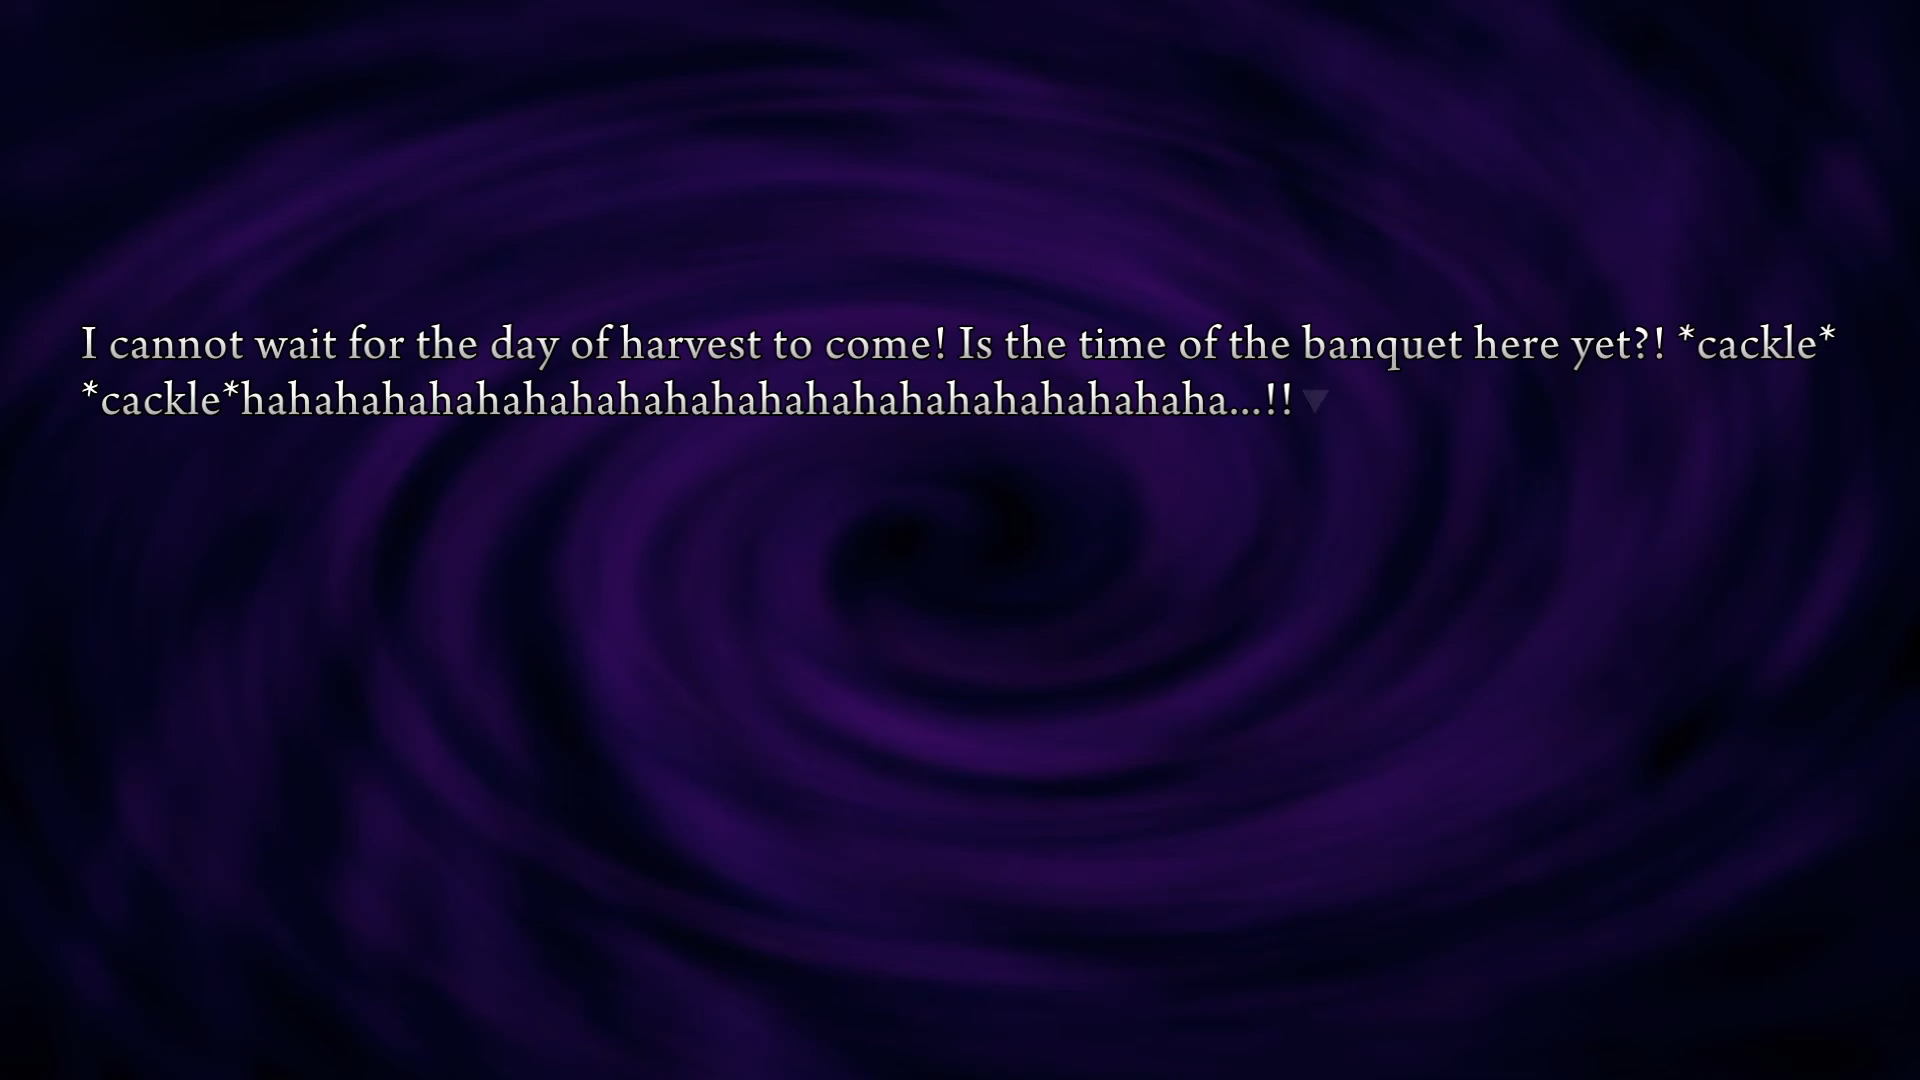 I cannot wait for the day of harvest to come! Is the time of the banquet here yet?! *cackle*
*cackle*hahahahahahahahahahahahahahahahahahahahaha...!!